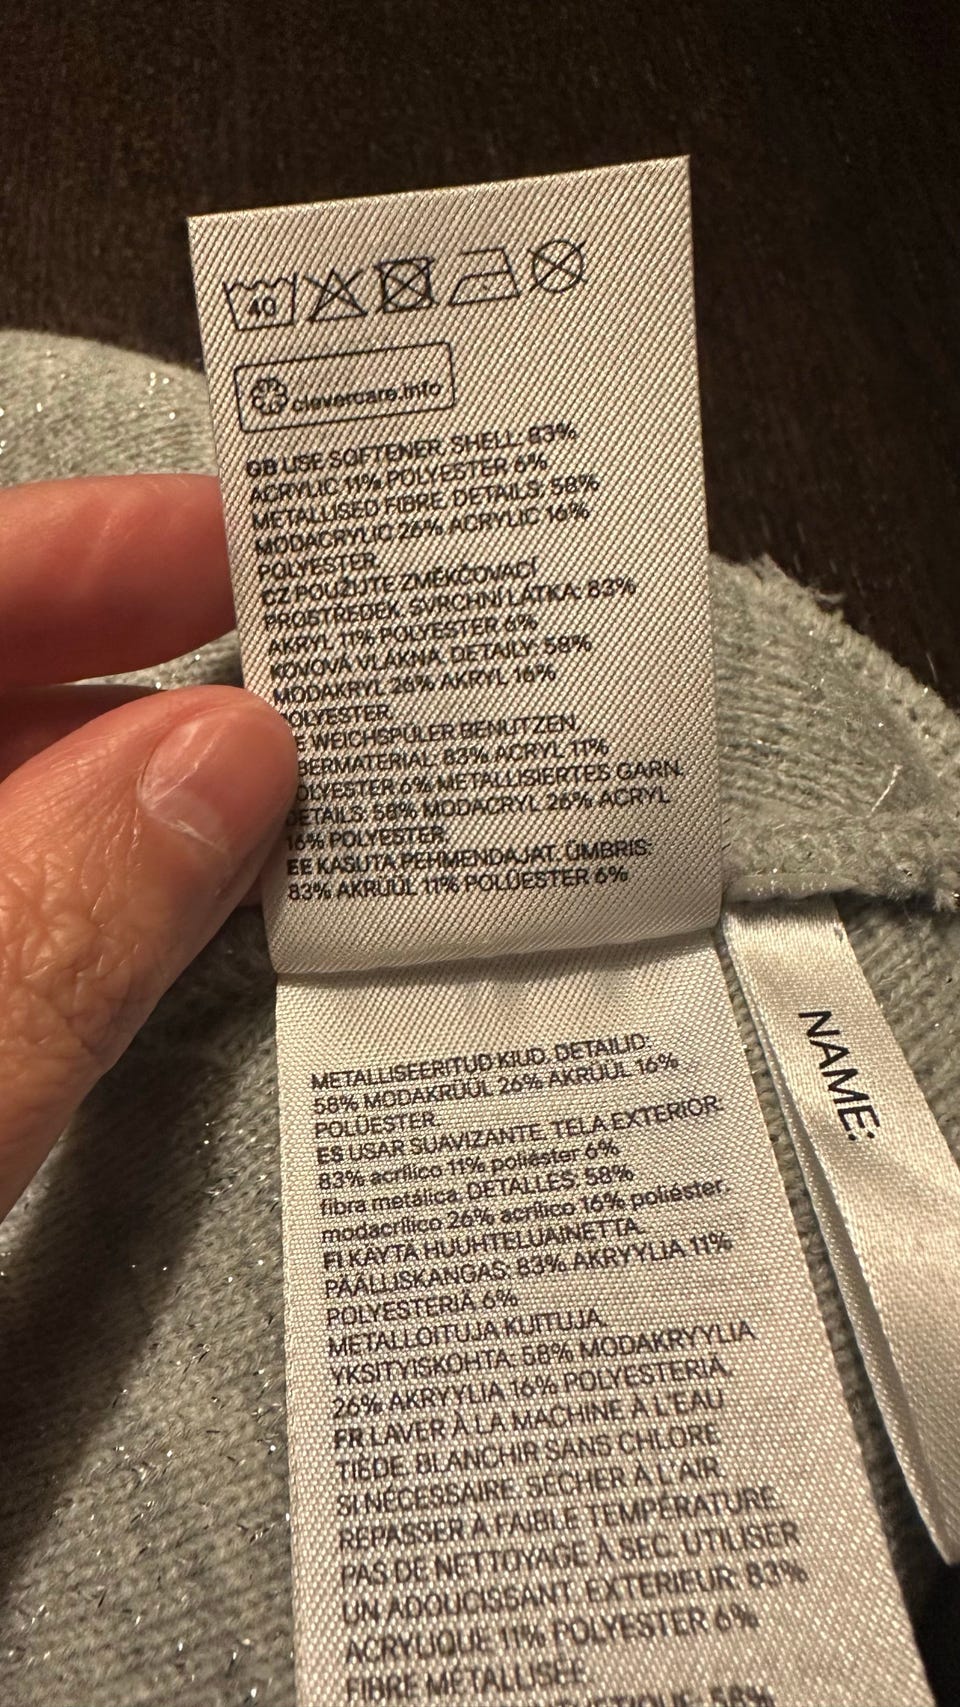 40
clevercare.info
GB USE SOFTENER. SHELL: 83%
ACRYLIC 11% POLYESTER 6%
METALLISED FIBRE. DETAILS: 58%
MODACRYLIC 26% ACRYLIC 16%
POLYESTER.
CZ POUŽIJTE ZMĚKČOVACÍ
PROSTŘEDEK. SVRCHNÍ LÁTKA: 83%
AKRYL 11% POLYESTER 6%
KOVOVÁ VLÁKNA. DETAILY: 58%
MODAKRYL 26% AKRYL 16%
POLYESTER.
WEICHSPÜLER BENUTZEN.
BERMATERIAL: 83% ACRYL 11%
OLYESTER 6% METALLISIERTES GARN.
DETAILS: 58% MODACRYL 26% ACRYL
16% POLYESTER.
EE KASUTA PEHMENDAJAT. ÜMBRIS:
83% AKRÜÜL 11% POLÜESTER 6%
METALLISEERITUD KIUD. DETAILID:
58% MODAKRÜÜL 26% AKRÜÜL 16%
POLÜESTER.
ES USAR SUAVIZANTE. TELA EXTERIOR:
83% acrílico 11% poliéster 6%
fibra metálica. DETALLES: 58%
modacrílico 26% acrílico 16% poliéster.
FI KÄYTÄ HUUHTELUAINETTA.
PÄÄLLISKANGAS: 83% AKRYYLIA 11%
POLYESTERIÄ 6%
METALLOITUJA KUITUJA.
YKSITYISKOHTA: 58% MODAKRYYLIA
26% AKRYYLIA 16% POLYESTERIÄ.
FR LAVER À LA MACHINE À L'EAU
TIÈDE. BLANCHIR SANS CHLORE
SI NÉCESSAIRE. SÉCHER À L'AIR.
REPASSER À FAIBLE TEMPÉRATURE.
PAS DE NETTOYAGE À SEC. UTILISER
UN ADOUCISSANT. EXTÉRIEUR: 83%
ACRYLIQUE 11% POLYESTER 6%
FIBRE MÉTALLISÉE.
58%
NAME: